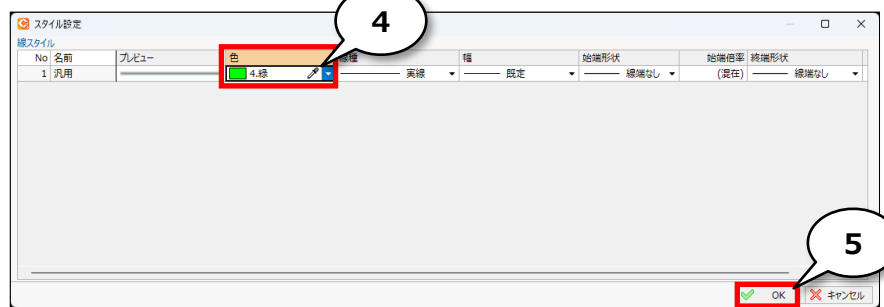 4
スタイル設定
線スタイル
No 名前 プレビュー 色 線種 幅 始端形状 始端倍率 終端形状
1 汎用 4.緑 実線 既定 線端なし (混在) 線端なし
5
OK キャンセル